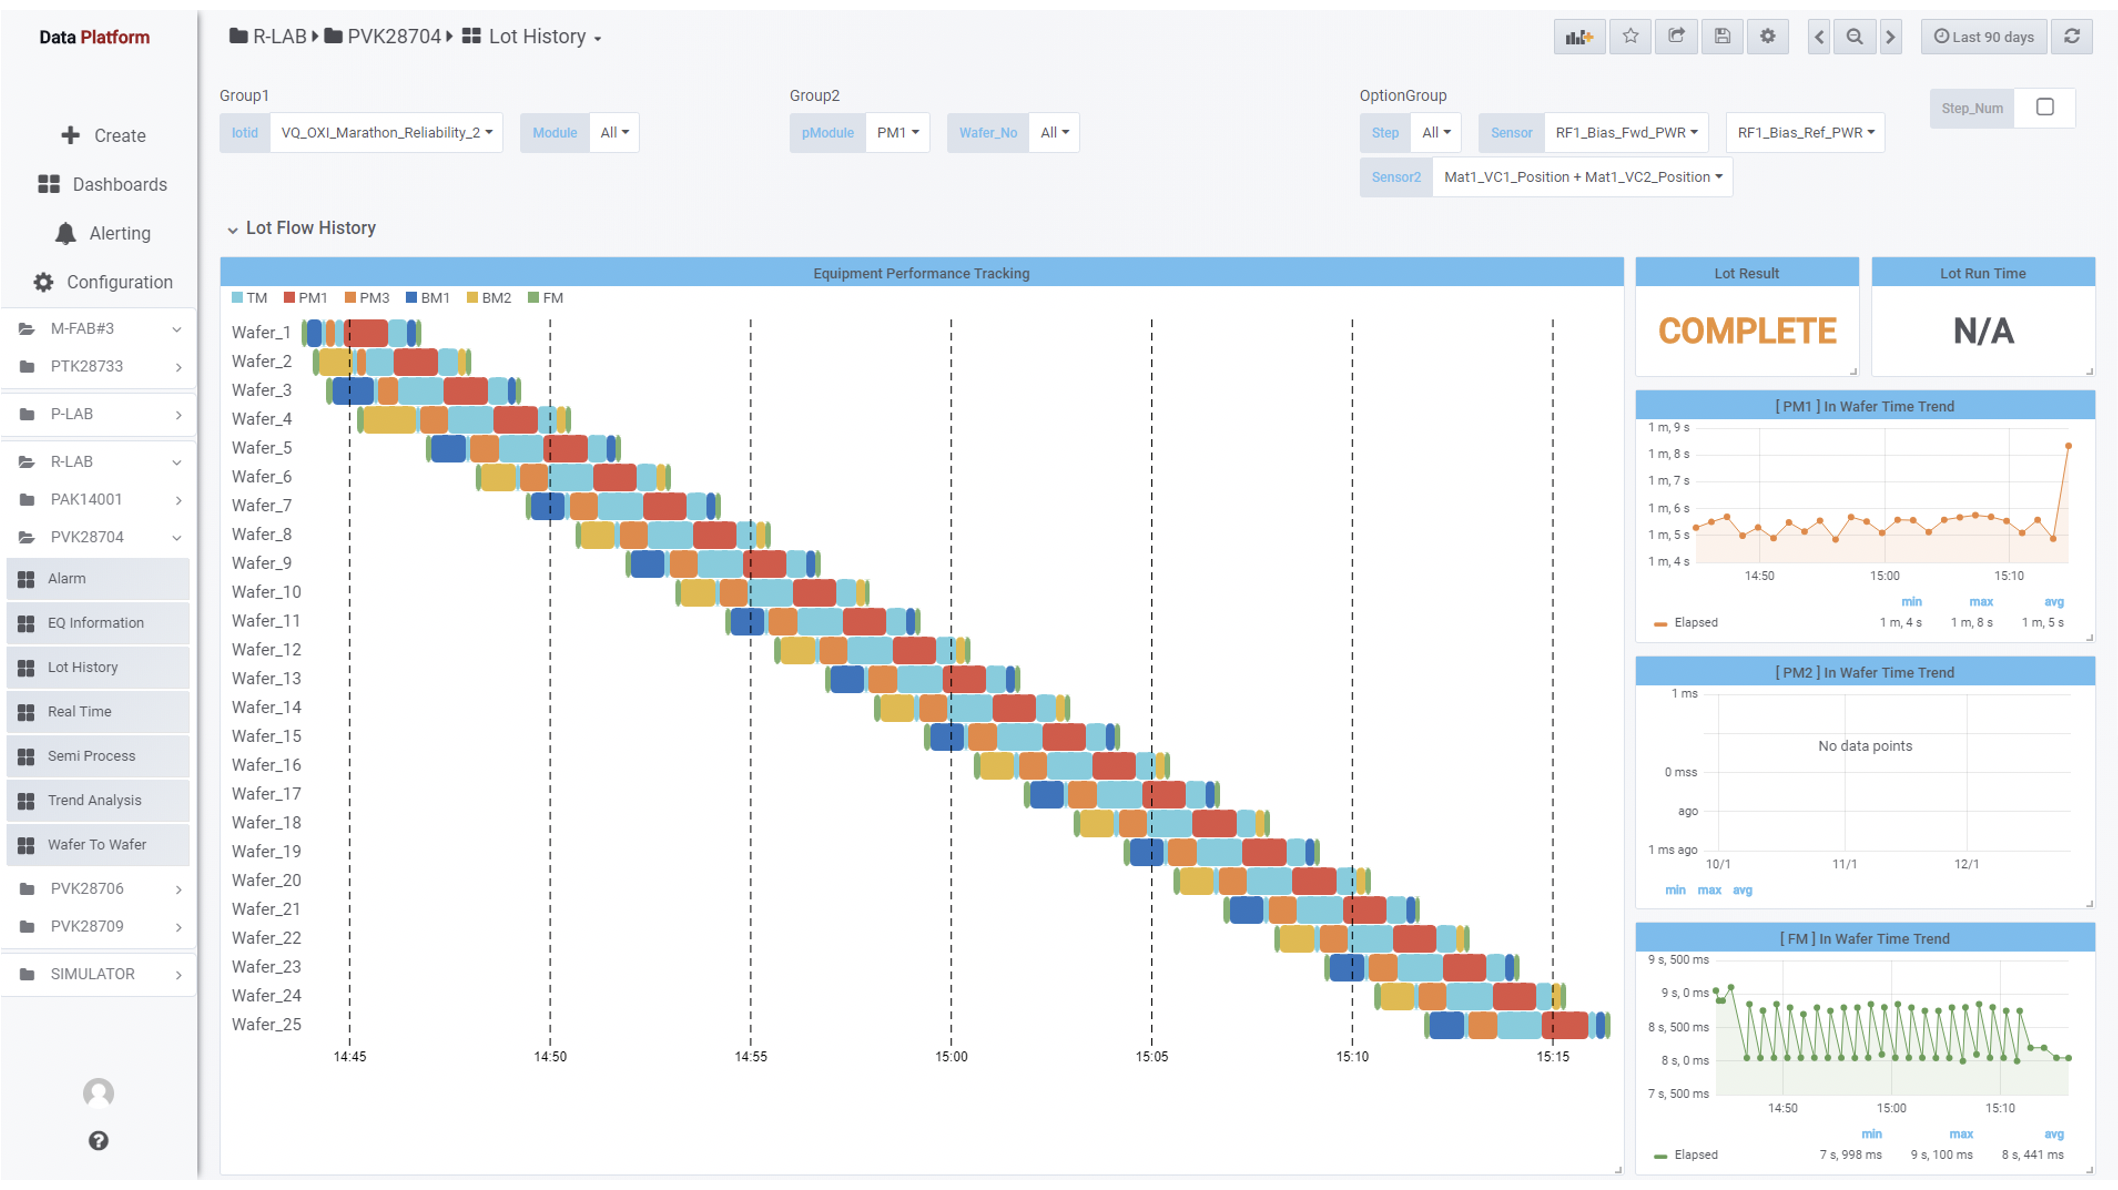 Data Platform
R-LAB PVK28704 Lot History
Last 90 days
Create
Dashboards
Alerting
Configuration
M-FAB#3
PTK28733
P-LAB
R-LAB
PAK14001
PVK28704
Alarm
EQ Information
Lot History
Real Time
Semi Process
Trend Analysis
Wafer To Wafer
PVK28706
PVK28709
SIMULATOR
Group1
lotid VQ_OXI_Marathon_Reliability_2 Module All
Group2
pModule PM1 Wafer_No All
OptionGroup
Step All Sensor RF1_Bias_Fwd_PWR RF1_Bias_Ref_PWR
Sensor2 Mat1_VC1_Position + Mat1_VC2_Position
Step_Num
Lot Flow History
Equipment Performance Tracking
TM PM1 PM3 BM1 BM2 FM
Wafer_1
Wafer_2
Wafer_3
Wafer_4
Wafer_5
Wafer_6
Wafer_7
Wafer_8
Wafer_9
Wafer_10
Wafer_11
Wafer_12
Wafer_13
Wafer_14
Wafer_15
Wafer_16
Wafer_17
Wafer_18
Wafer_19
Wafer_20
Wafer_21
Wafer_22
Wafer_23
Wafer_24
Wafer_25
14:45 14:50 14:55 15:00 15:05 15:10 15:15
Lot Result
COMPLETE
Lot Run Time
N/A
[ PM1 ] In Wafer Time Trend
1 m, 9 s
1 m, 8 s
1 m, 7 s
1 m, 6 s
1 m, 5 s
1 m, 4 s
14:50 15:00 15:10
min max avg
Elapsed 1 m, 4 s 1 m, 8 s 1 m, 5 s
[ PM2 ] In Wafer Time Trend
1 ms
No data points
0 mss
ago
1 ms ago
10/1 11/1 12/1
min max avg
[ FM ] In Wafer Time Trend
9 s, 500 ms
9 s, 0 ms
8 s, 500 ms
8 s, 0 ms
7 s, 500 ms
14:50 15:00 15:10
min max avg
Elapsed 7 s, 998 ms 9 s, 100 ms 8 s, 441 ms